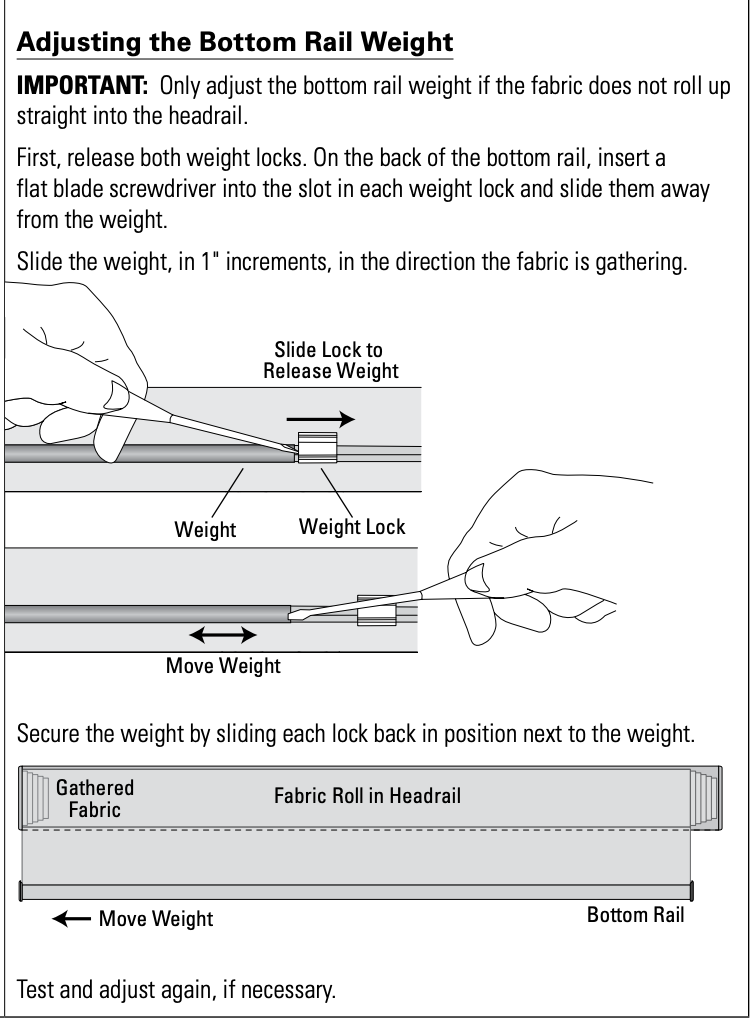 Adjusting the Bottom Rail Weight
IMPORTANT: Only adjust the bottom rail weight if the fabric does not roll up
straight into the headrail.
First, release both weight locks. On the back of the bottom rail, insert a
flat blade screwdriver into the slot in each weight lock and slide them away
from the weight.
Slide the weight, in 1" increments, in the direction the fabric is gathering.
Slide Lock to
Release Weight
Weight
Weight Lock
Move Weight
Secure the weight by sliding each lock back in position next to the weight.
Gathered
Fabric
Fabric Roll in Headrail
Move Weight
Bottom Rail
Test and adjust again, if necessary.